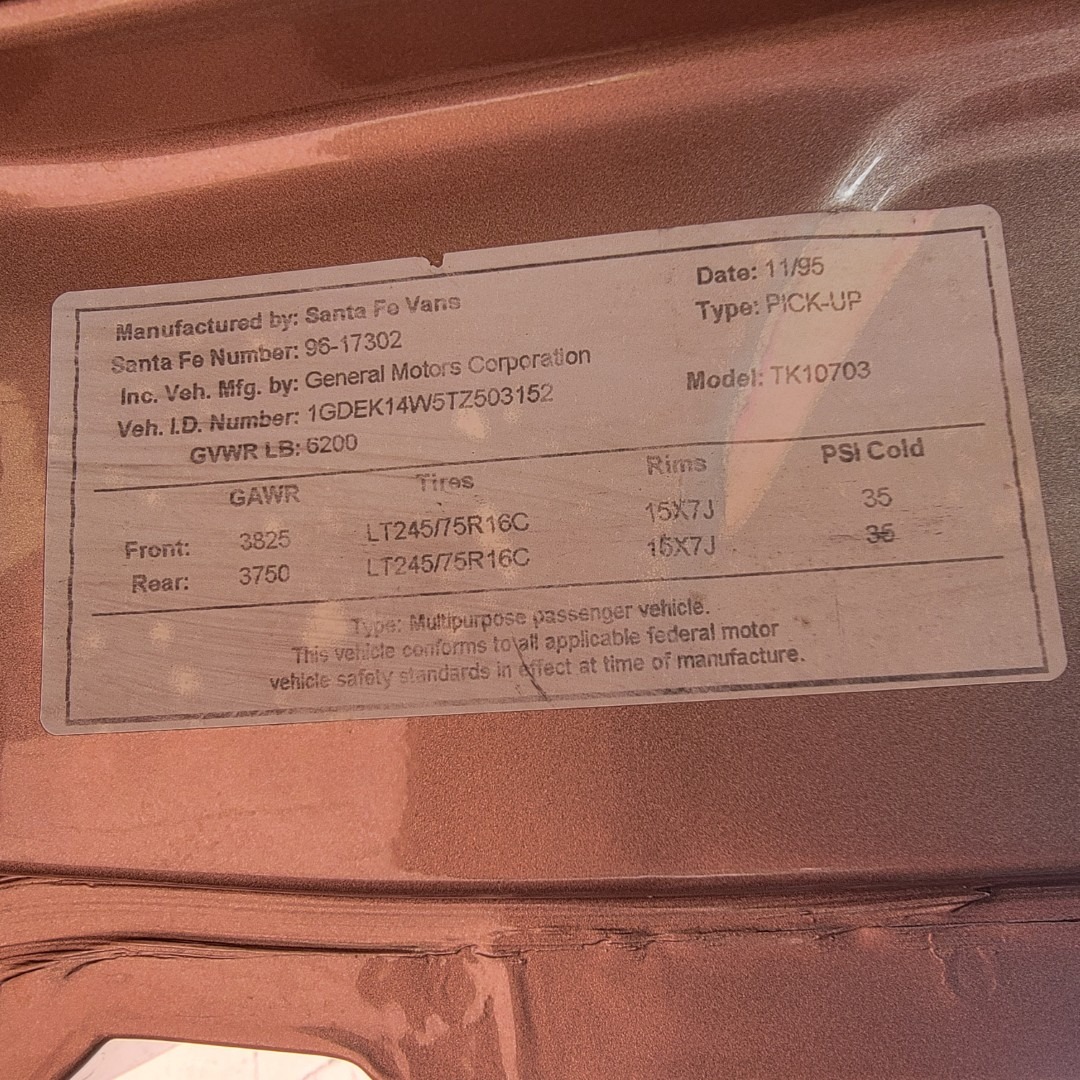 Manufactured by: Santa Fe Vans
Date: 11/95
Santa Fe Number: 96-17302
Type: PICK-UP
Inc. Veh. Mfg. by: General Motors Corporation
Veh. I.D. Number: 1GDEK14W5TZ503152
Model: TK10703
GVWR LB: 6200
GAWR Tires Rims PSI Cold
Front: 3825 LT245/75R16C 15X7J 35
Rear: 3750 LT245/75R16C 15X7J 35
Type: Multipurpose passenger vehicle.
This vehicle conforms to all applicable federal motor
vehicle safety standards in effect at time of manufacture.